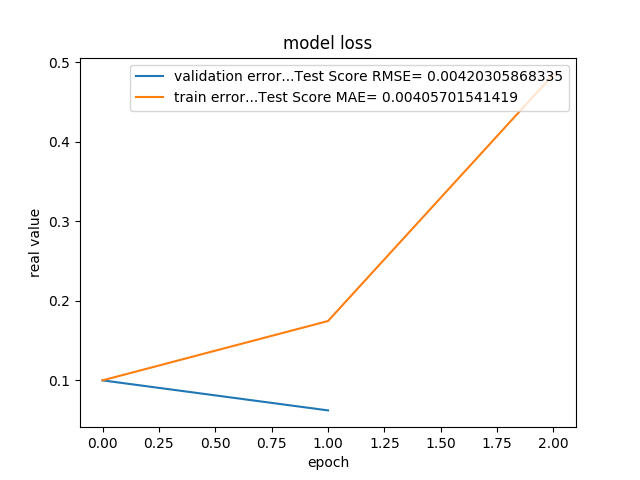 model loss
validation error...Test Score RMSE= 0.00420305868335
train error...Test Score MAE= 0.00405701541419
0.5
0.4
0.3
0.2
0.1
real value
0.00 0.25 0.50 0.75 1.00 1.25 1.50 1.75 2.00
epoch